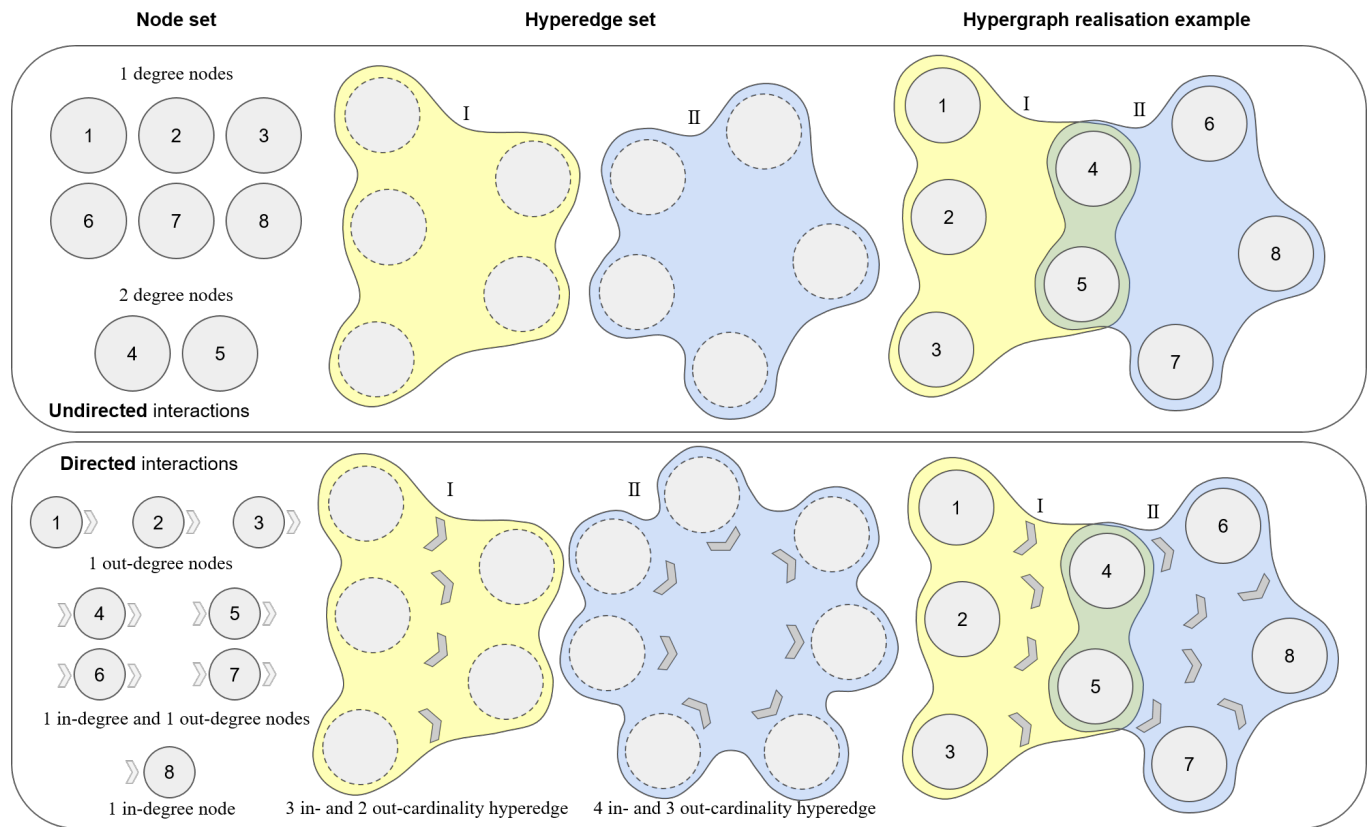 Node set
Hyperedge set
Hypergraph realisation example
1 degree nodes
1 2 3
6 7 8
2 degree nodes
4 5
Undirected interactions
I
II
I
II
1
2
3
4
5
6
8
7
Directed interactions
1 2 3
1 out-degree nodes
4 5
6 7
1 in-degree and 1 out-degree nodes
8
1 in-degree node
I
3 in- and 2 out-cardinality hyperedge
II
4 in- and 3 out-cardinality hyperedge
I
II
1
2
3
4
5
6
8
7